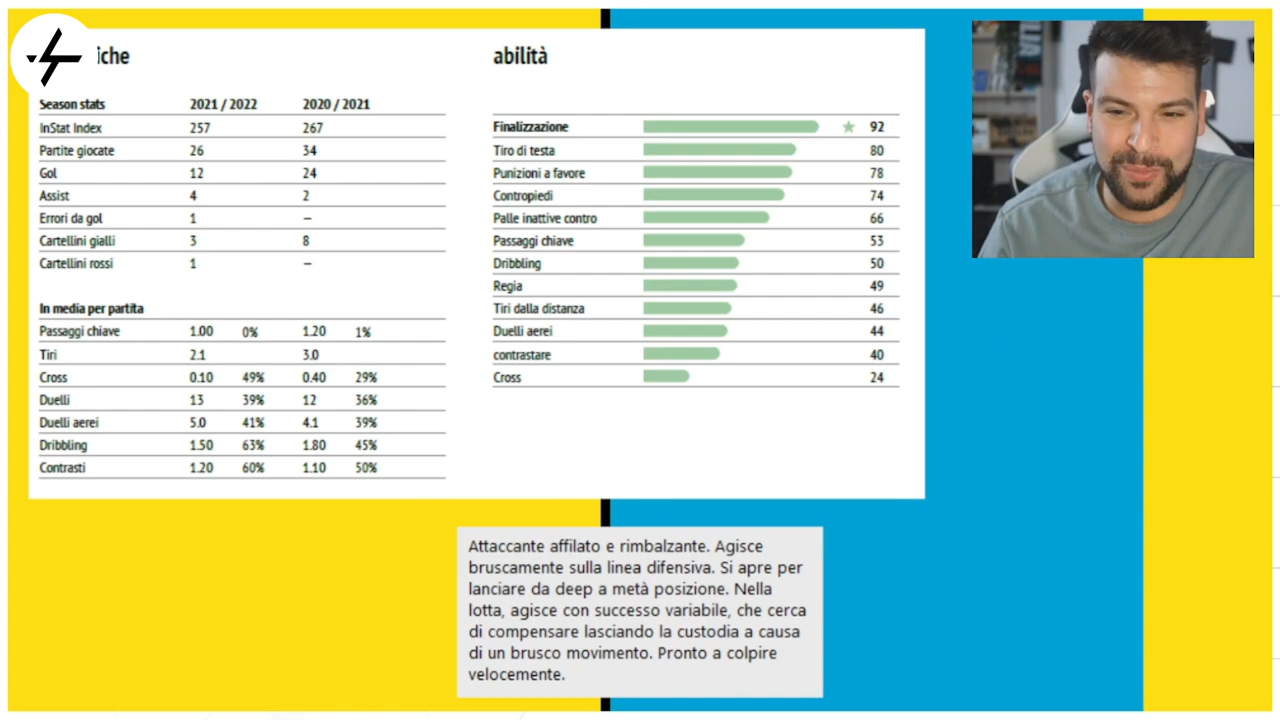 iche
Season stats 2021 / 2022 2020 / 2021
InStat Index 257 267
Partite giocate 26 34
Gol 12 24
Assist 4 2
Errori da gol 1 –
Cartellini gialli 3 8
Cartellini rossi 1 –
In media per partita
Passaggi chiave 1.00 0% 1.20 1%
Tiri 2.1 3.0
Cross 0.10 49% 0.40 29%
Duelli 13 39% 12 36%
Duelli aerei 5.0 41% 4.1 39%
Dribbling 1.50 63% 1.80 45%
Contrasti 1.20 60% 1.10 50%
abilità
Finalizzazione 92
Tiro di testa 80
Punizioni a favore 78
Contropiedi 74
Palle inattive contro 66
Passaggi chiave 53
Dribbling 50
Regia 49
Tiri dalla distanza 46
Duelli aerei 44
contrastare 40
Cross 24
Attaccante affilato e rimbalzante. Agisce
bruscamente sulla linea difensiva. Si apre per
lanciare da deep a metà posizione. Nella
lotta, agisce con successo variabile, che cerca
di compensare lasciando la custodia a causa
di un brusco movimento. Pronto a colpire
velocemente.